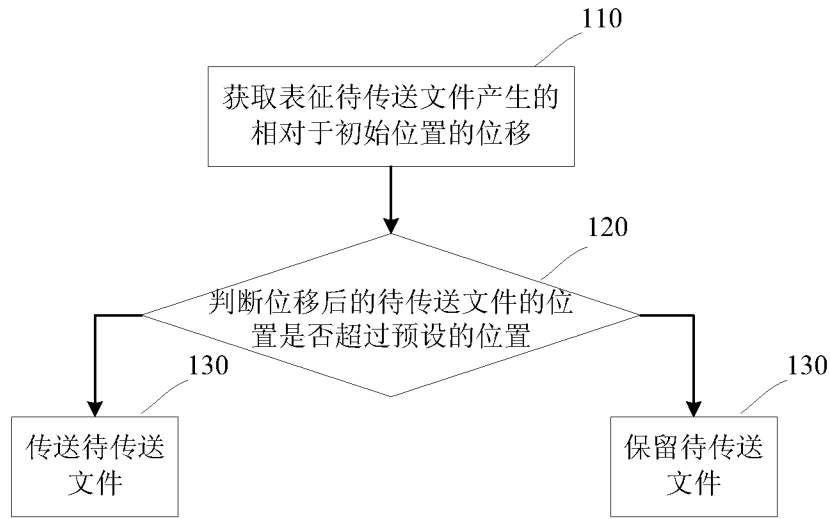 110
获取表征待传送文件产生的
相对于初始位置的位移
120
判断位移后的待传送文件的位
置是否超过预设的位置
130
传送待传送
文件
130
保留待传送
文件